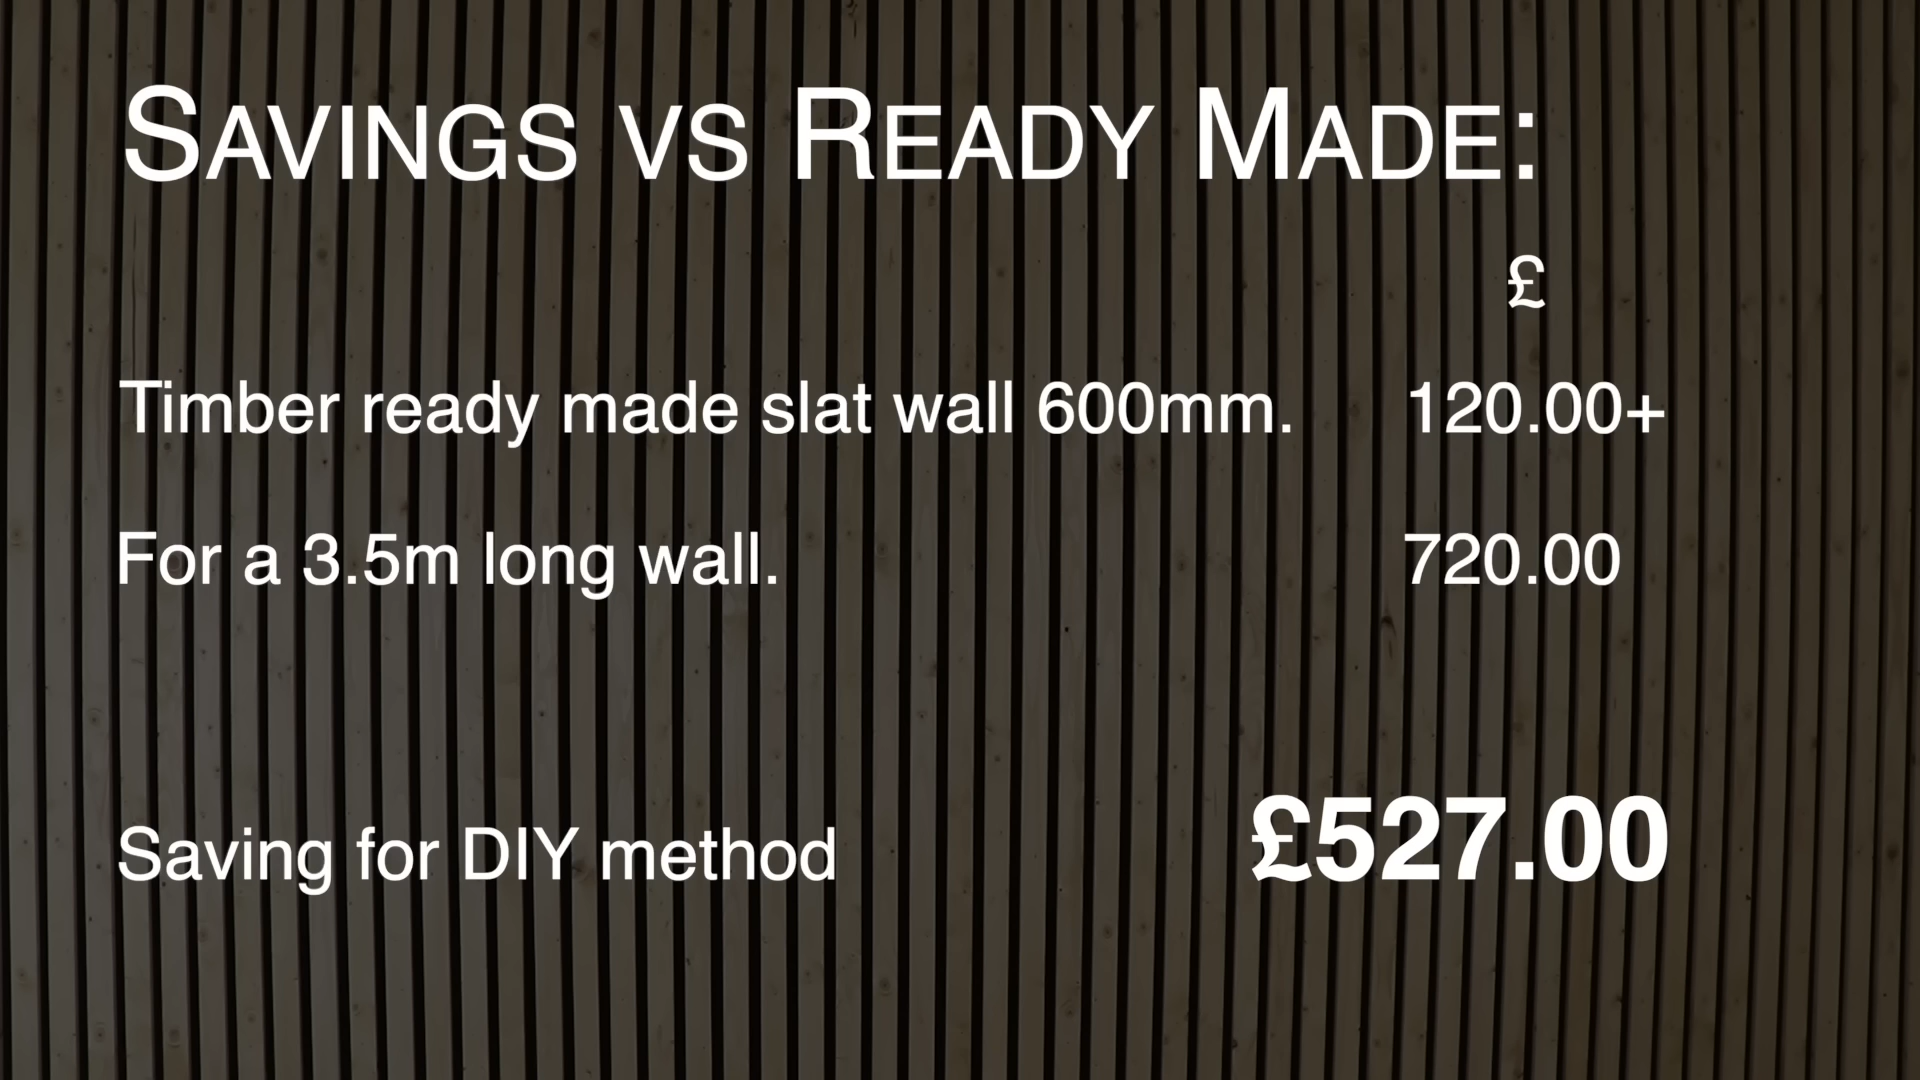 Savings vs Ready Made:
£
Timber ready made slat wall 600mm. 120.00+
For a 3.5m long wall. 720.00
Saving for DIY method £527.00